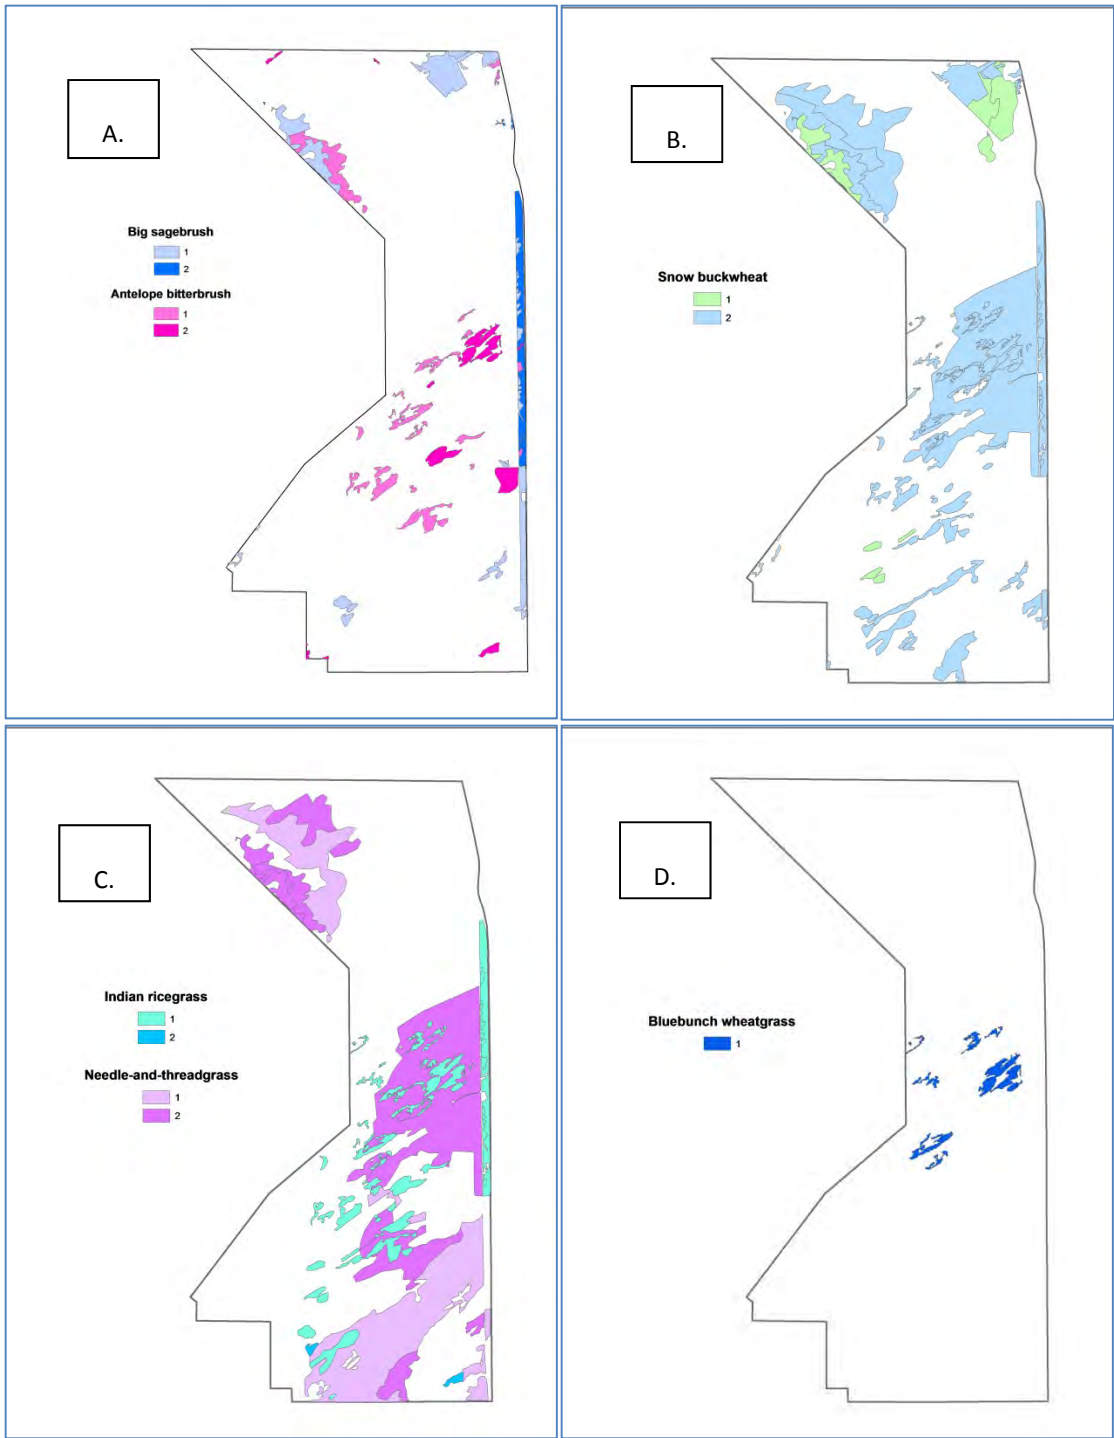 A.
Big sagebrush
1
2
Antelope bitterbrush
1
2
B.
Snow buckwheat
1
2
C.
Indian ricegrass
1
2
Needle-and-threadgrass
1
2
D.
Bluebunch wheatgrass
1